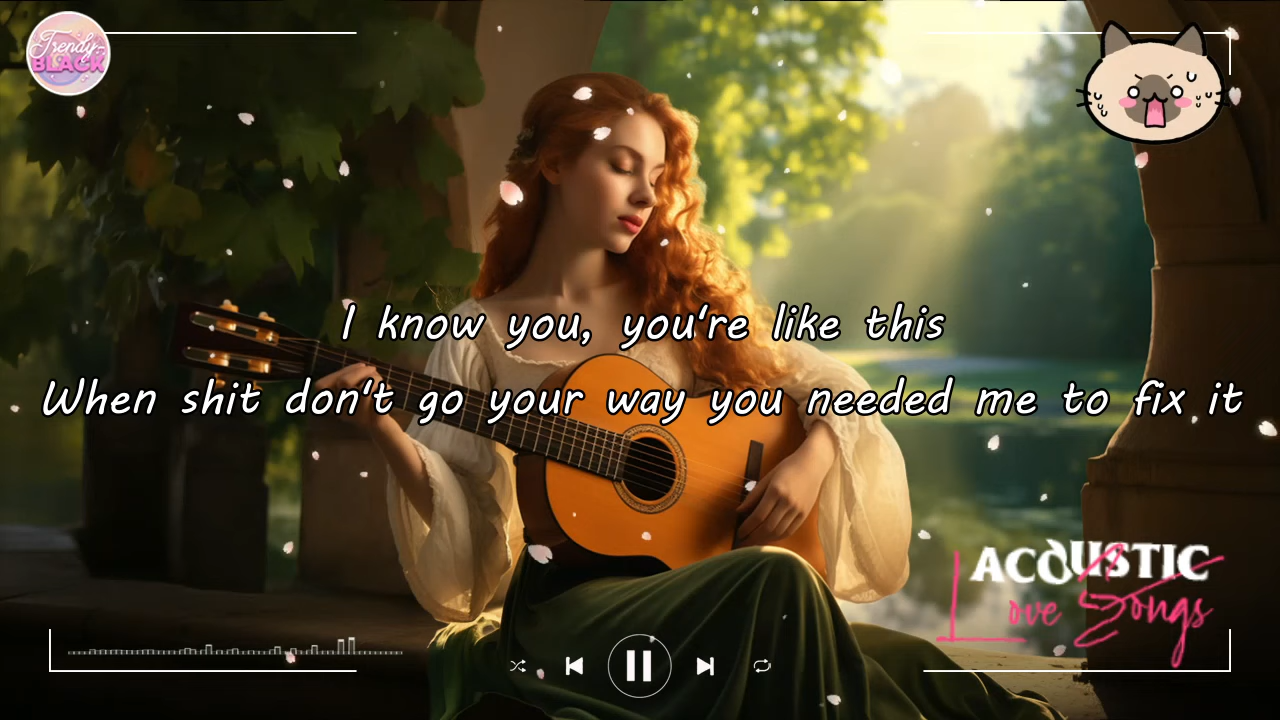 Trendy
BLACK
I know you, you're like this
When shit don't go your way you needed me to fix it
ACOUSTIC
Love Songs